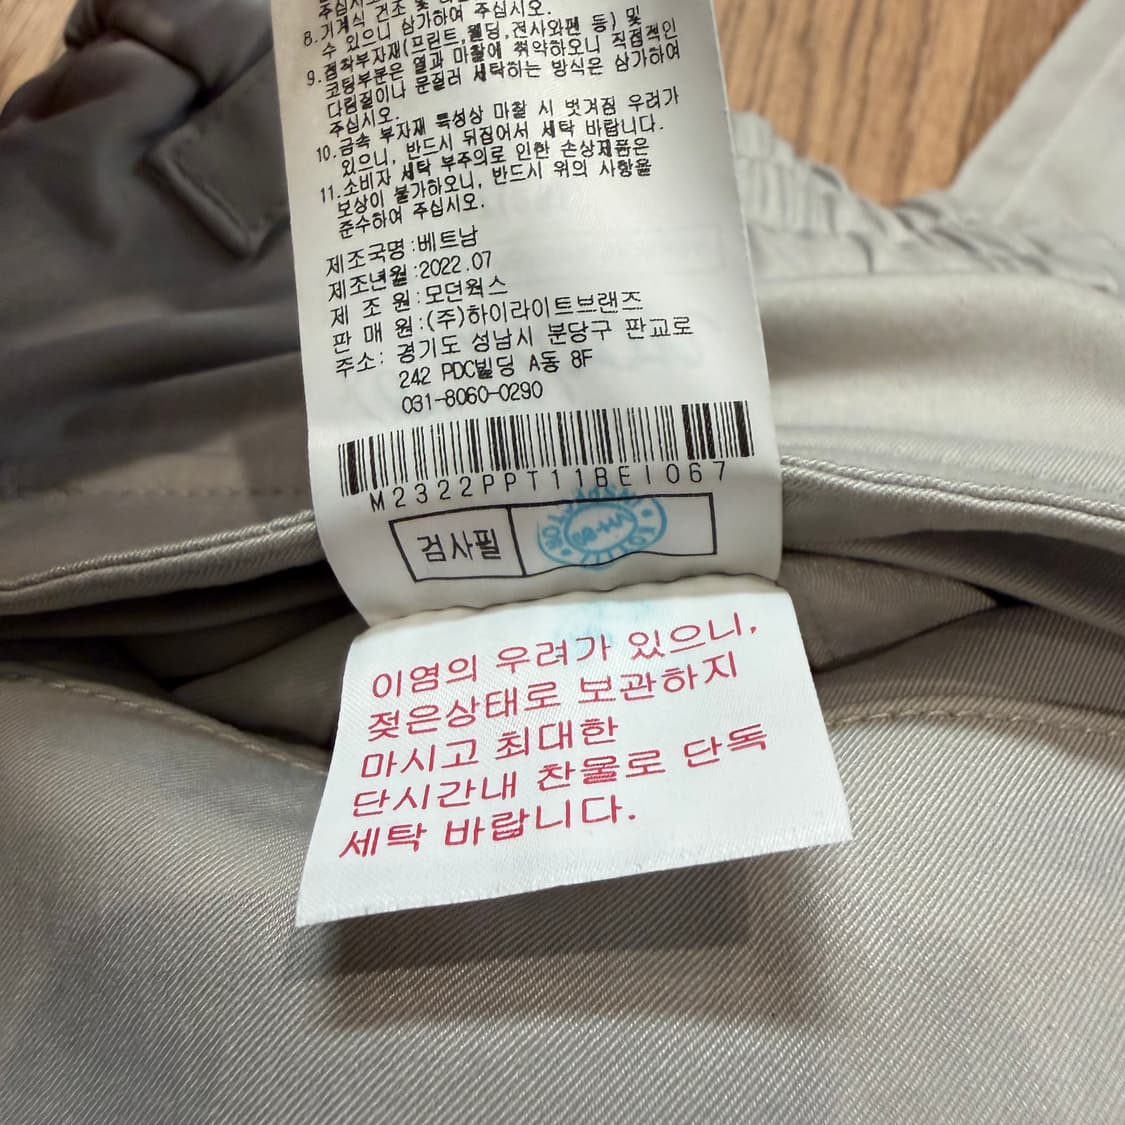 8.기계식 건조 및
수 있으니 삼가하여 주십시오.
9.접착부자재(프린트,웰딩,전사와펜 등) 및
코팅부분은 열과 마찰에 취약하오니 직접적인
다림질이나 문질러 세탁하는 방식은 삼가하여
주십시오.
10.금속 부자재 특성상 마찰 시 벗겨짐 우려가
있으니, 반드시 뒤집어서 세탁 바랍니다.
11.소비자 세탁 부주의로 인한 손상제품은
보상이 불가하오니, 반드시 위의 사항을
준수하여 주십시오.
제조국명:베트남
제조년월:2022.07
제 조 원:모던웍스
판 매 원:(주)하이라이트브랜즈
주소: 경기도 성남시 분당구 판교로
242 PDC빌딩 A동 8F
031-8060-0290
M2322PPT11BEI067
검사필
이염의 우려가 있으니,
젖은상태로 보관하지
마시고 최대한
단시간내 찬물로 단독
세탁 바랍니다.